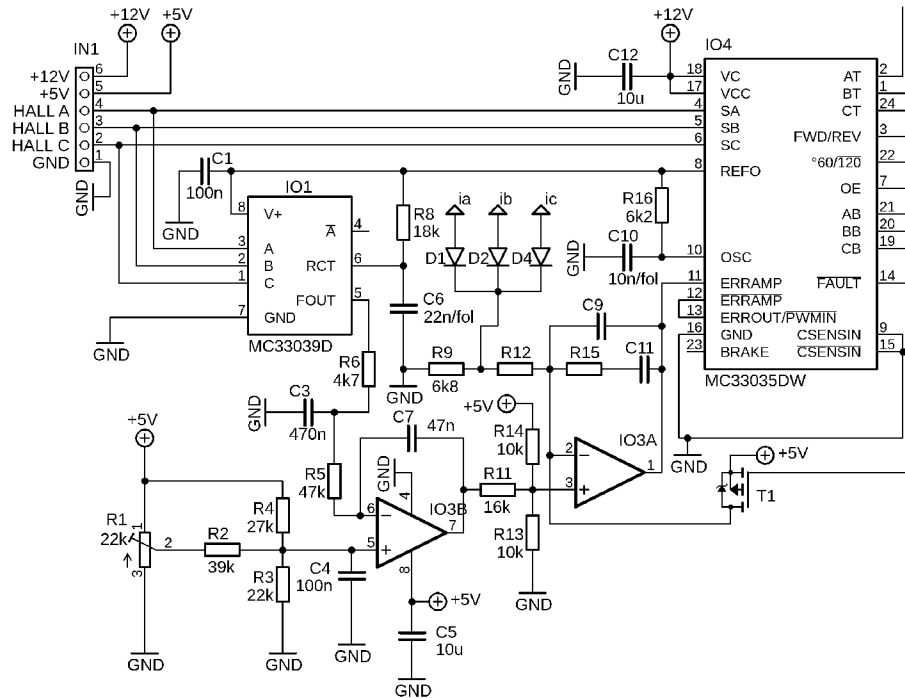 +12V
+5V
IN1
+12V 6
+5V 5
HALL A 4
HALL B 3
HALL C 2
GND 1
GND
C1
100n
GND
IO1
8 V+
A 4
3 A
2 B
1 C
RCT 6
FOUT 5
7 GND
MC33039D
GND
R8
18k
C6
22n/fol
GND
ia ib ic
D1 D2 D4
+12V
C12
GND
10u
IO4
18 VC
17 VCC
4 SA
5 SB
6 SC
8 REFO
10 OSC
11 ERRAMP
12 ERRAMP
13 ERROUT/PWMIN
16 GND
23 BRAKE
AT 2
BT 1
CT 24
FWD/REV 3
°60/120 22
OE 7
AB 21
BB 20
CB 19
FAULT 14
CSENSIN 9
CSENSIN 15
MC33035DW
R16
6k2
C10
GND
10n/fol
C9
R9
6k8
R12
R15
C11
R6
4k7
C3
GND
470n
C7
47n
R5
47k
GND
4
6
5
7
8
IO3B
+5V
C5
10u
GND
+5V
R14
10k
R11
16k
R13
10k
GND
2
3
1
IO3A
GND
+5V
T1
+5V
R1
22k
1
2
3
R2
39k
R4
27k
R3
22k
C4
100n
GND
GND
GND